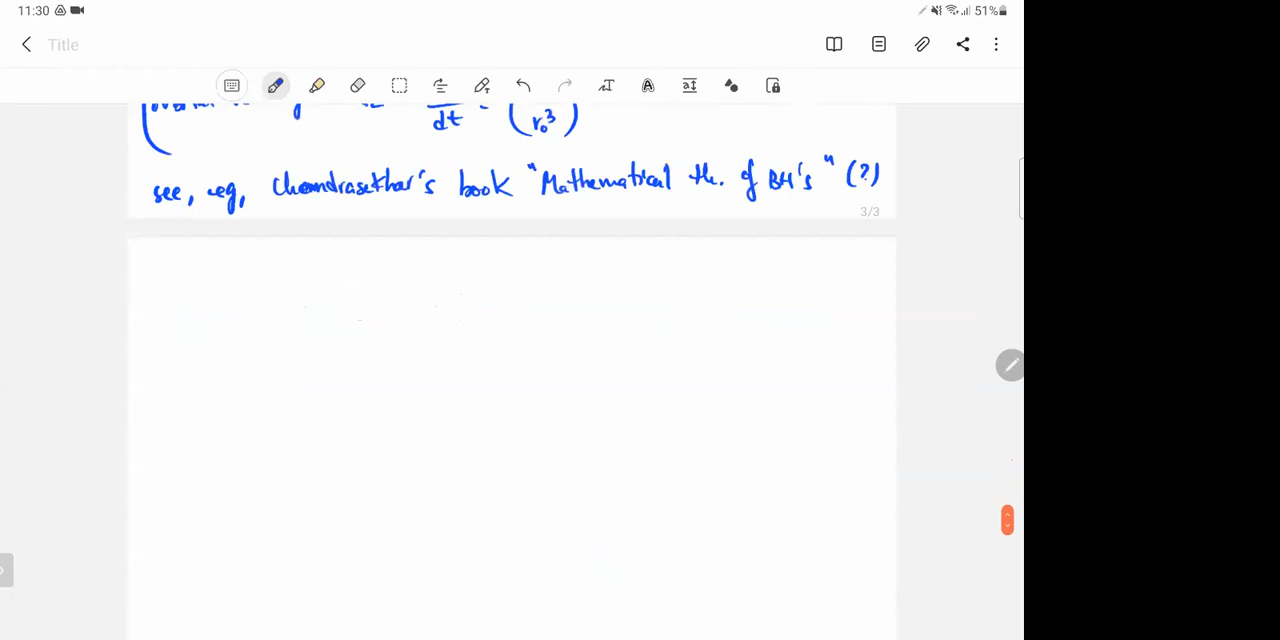 11:30 51%
Title
dt ( r₀³ )
see, eg, Chandrasekhar's book "Mathematical th. of BH's" (?)
3/3